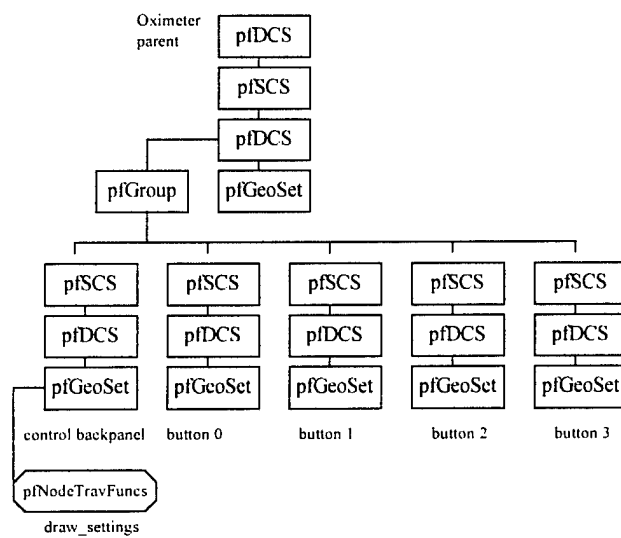 Oximeter
parent
pfDCS
pfSCS
pfDCS
pfGroup
pfGeoSet
pfSCS pfSCS pfSCS pfSCS pfSCS
pfDCS pfDCS pfDCS pfDCS pfDCS
pfGeoSet pfGeoSet pfGeoSet pfGeoSet pfGeoSet
control backpanel button 0 button 1 button 2 button 3
pfNodeTravFuncs
draw_settings